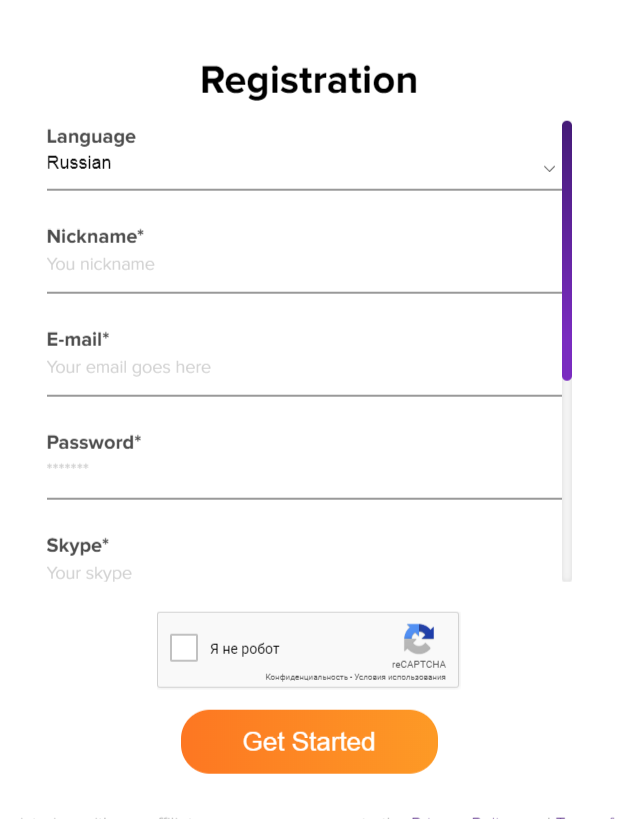 Registration
Language
Russian
Nickname*
You nickname
E-mail*
Your email goes here
Password*
*******
Skype*
Your skype
Я не робот
reCAPTCHA
Конфиденциальность - Условия использования
Get Started